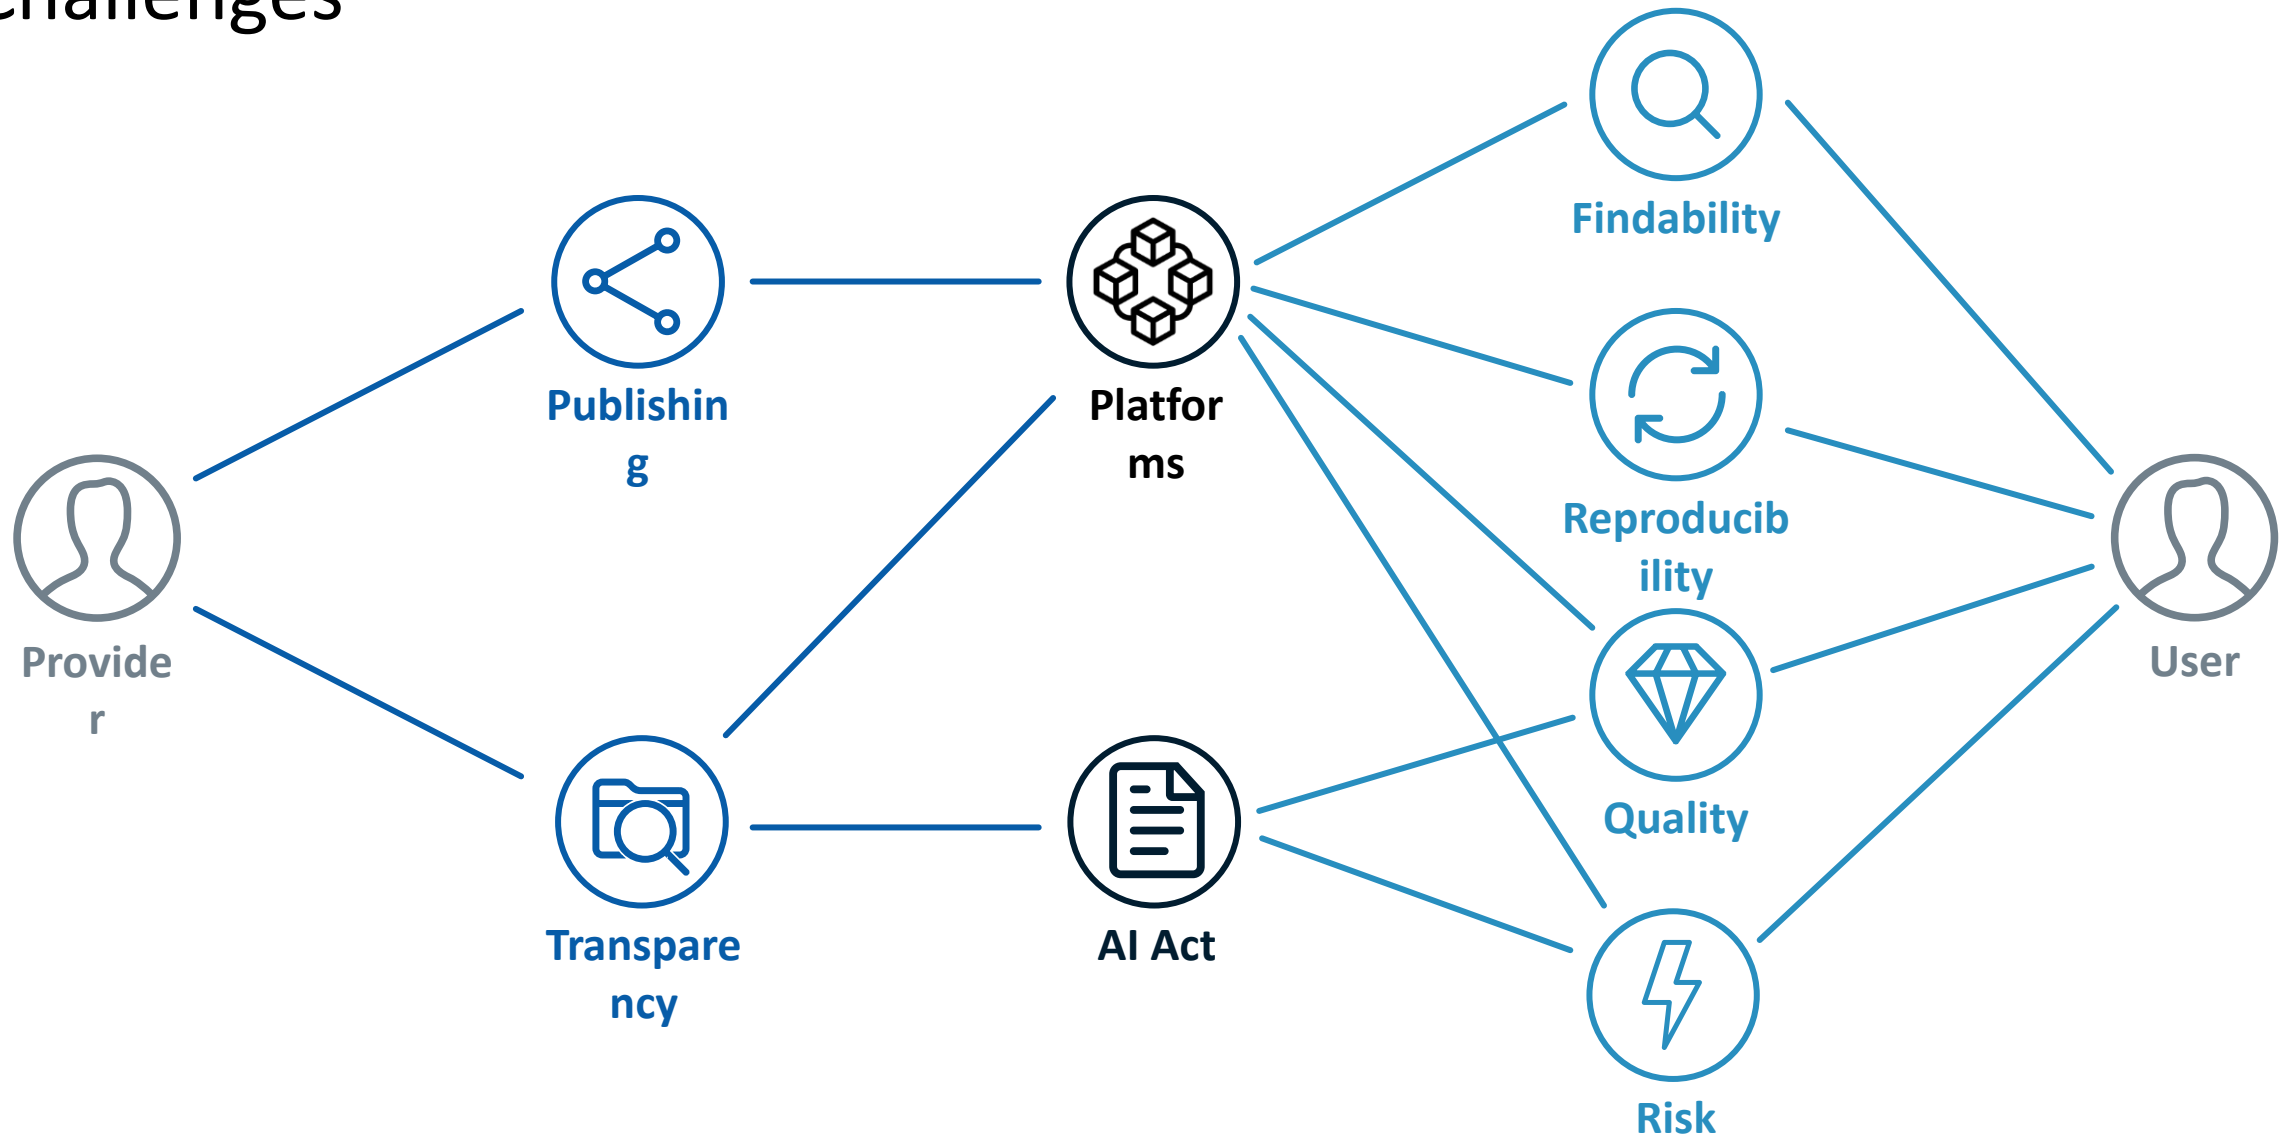 challenges
Findability
Publishin
g
Platfor
ms
Reproducib
ility
Provide
r
User
Quality
Transpare
ncy
AI Act
Risk